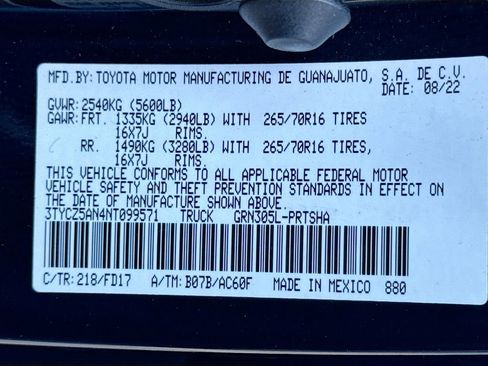 MFD.BY:TOYOTA MOTOR MANUFACTURING DE GUANAJUATO, S.A. DE C.V.
DATE: 08/22
GVWR:2540KG (5600LB)
GAWR:FRT. 1335KG (2940LB) WITH 265/70R16 TIRES
16X7J RIMS.
RR. 1490KG (3280LB) WITH 265/70R16 TIRES,
16X7J RIMS.
THIS VEHICLE CONFORMS TO ALL APPLICABLE FEDERAL MOTOR
VEHICLE SAFETY AND THEFT PREVENTION STANDARDS IN EFFECT ON
THE DATE OF MANUFACTURE SHOWN ABOVE.
3TYCZ5AN4NT099571 TRUCK GRN305L-PRTSHA
C/TR:218/FD17 A/TM:B07B/AC60F MADE IN MEXICO 880